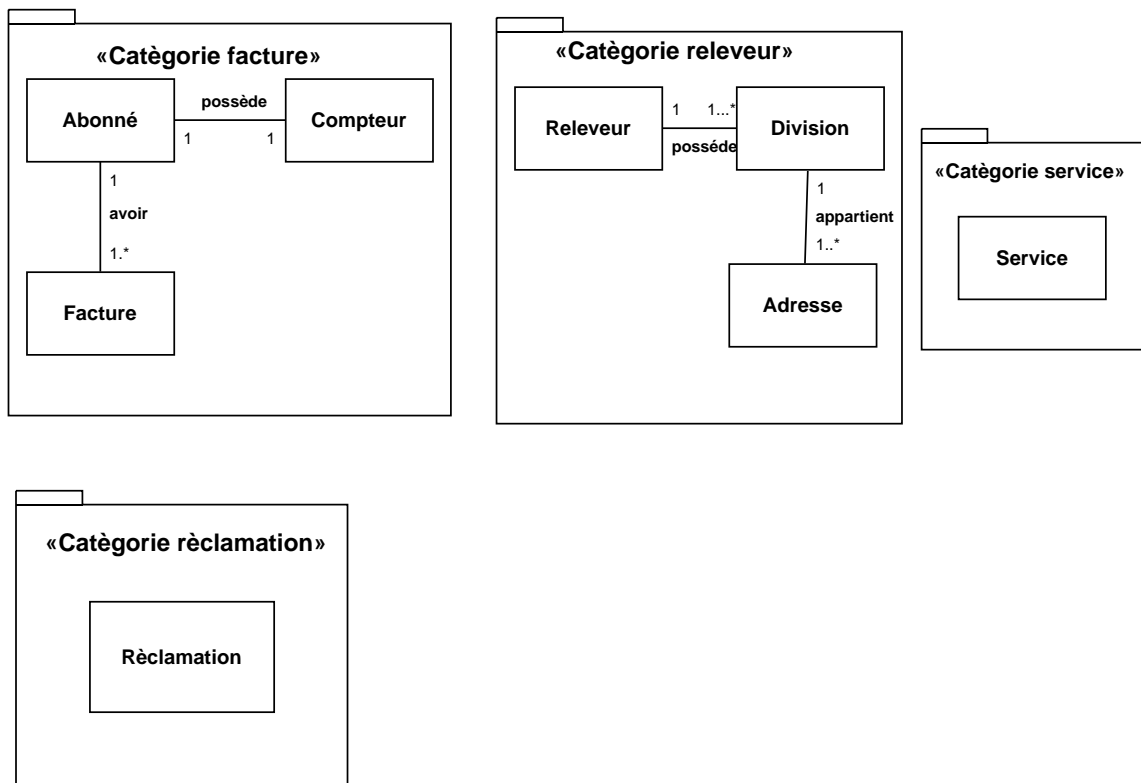 «Catègorie facture»
Abonné
possède
1
1
Compteur
1
avoir
1.*
Facture
«Catègorie releveur»
Releveur
1
1...*
posséde
Division
1
appartient
1..*
Adresse
«Catègorie service»
Service
«Catègorie rèclamation»
Rèclamation